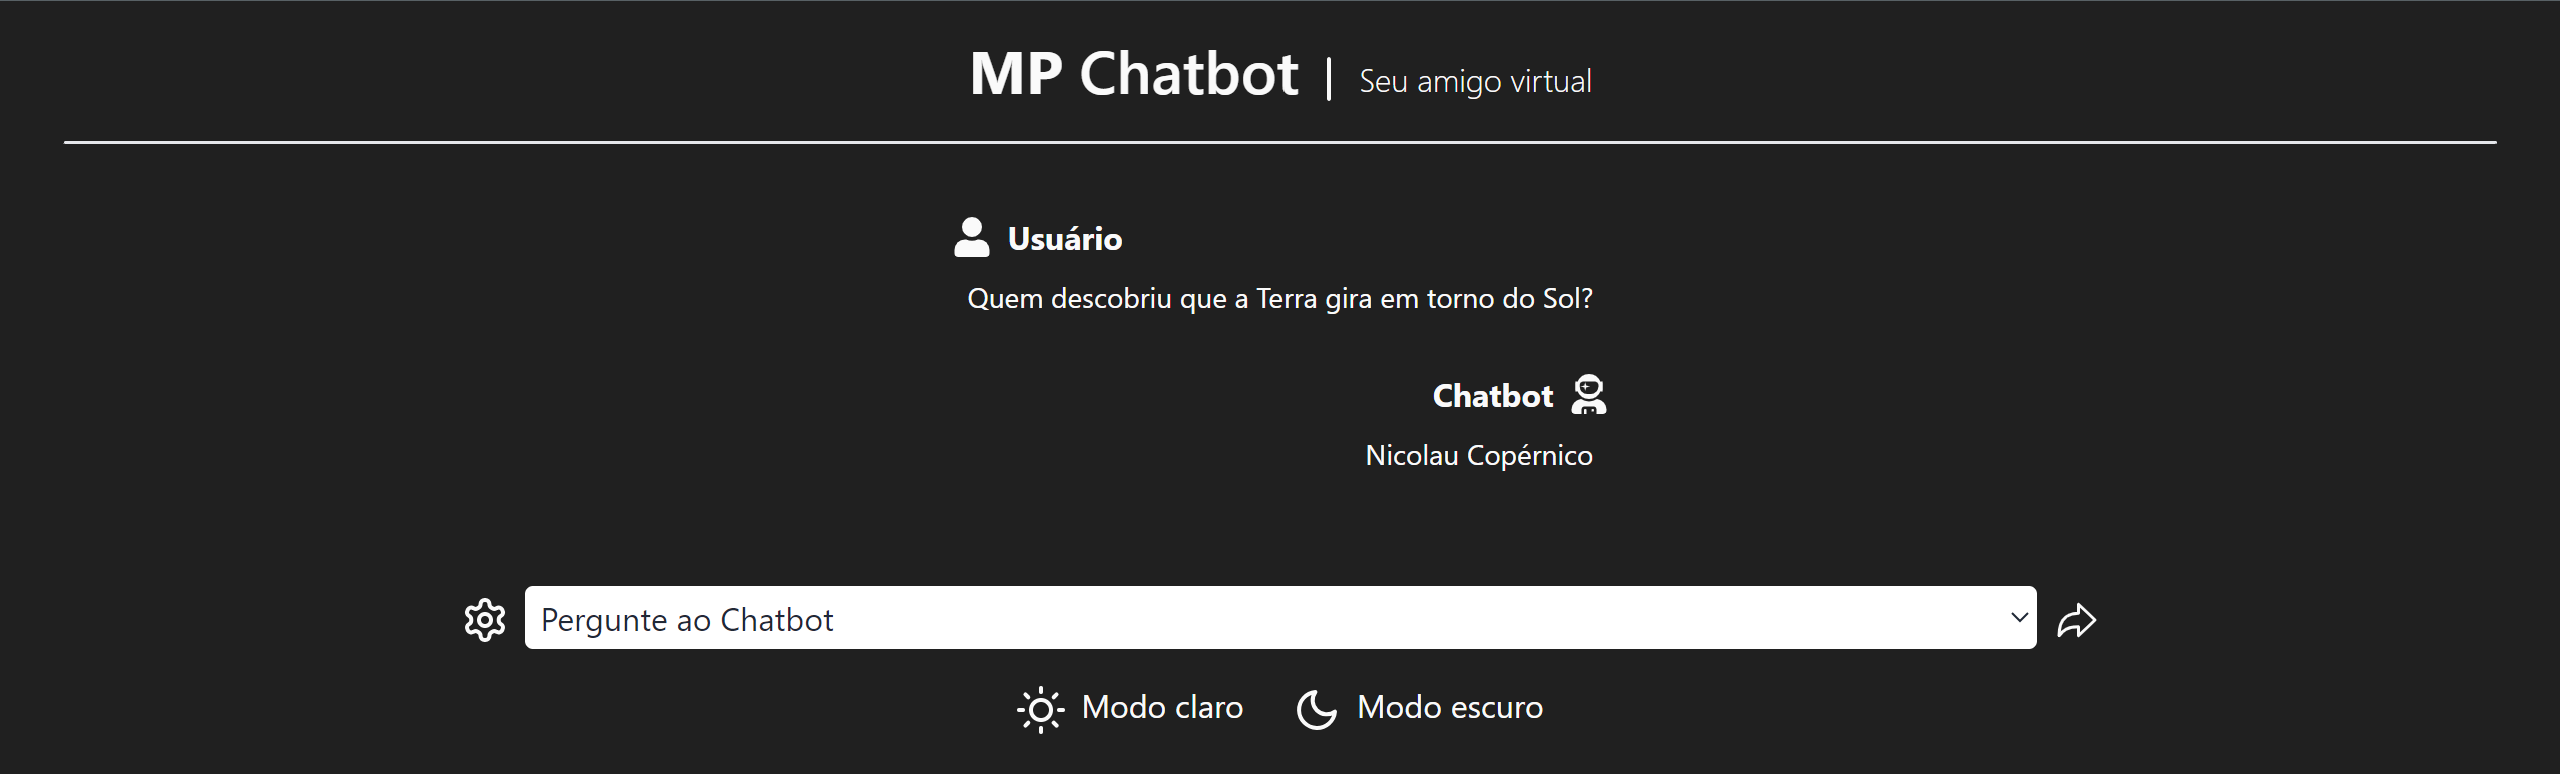 MP Chatbot | Seu amigo virtual
Usuário
Quem descobriu que a Terra gira em torno do Sol?
Chatbot
Nicolau Copérnico
Pergunte ao Chatbot
Modo claro Modo escuro